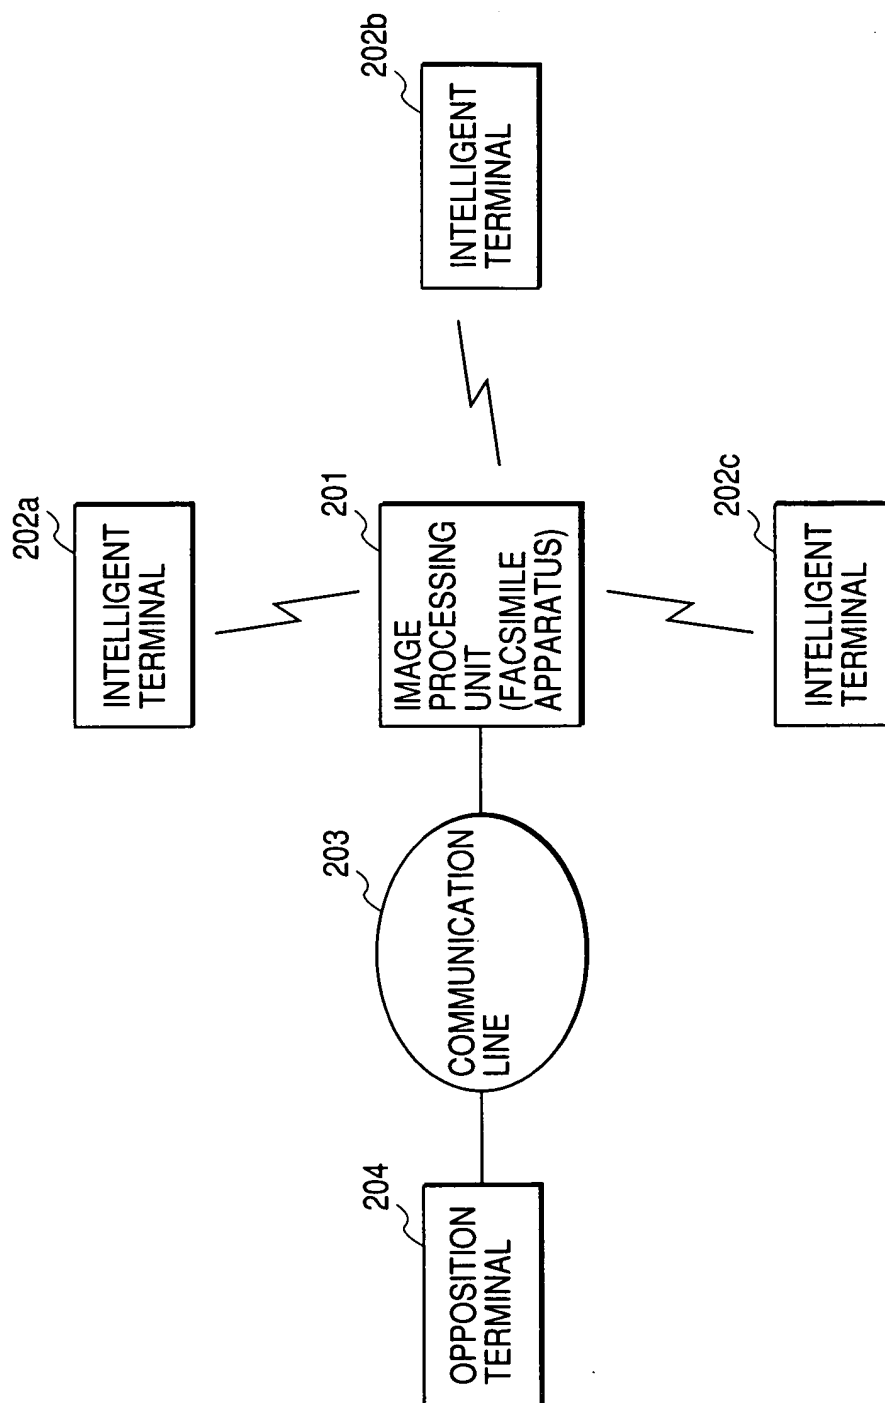 202a
INTELLIGENT
TERMINAL
204
OPPOSITION
TERMINAL
203
COMMUNICATION
LINE
201
IMAGE
PROCESSING
UNIT
(FACSIMILE
APPARATUS)
202b
INTELLIGENT
TERMINAL
202c
INTELLIGENT
TERMINAL